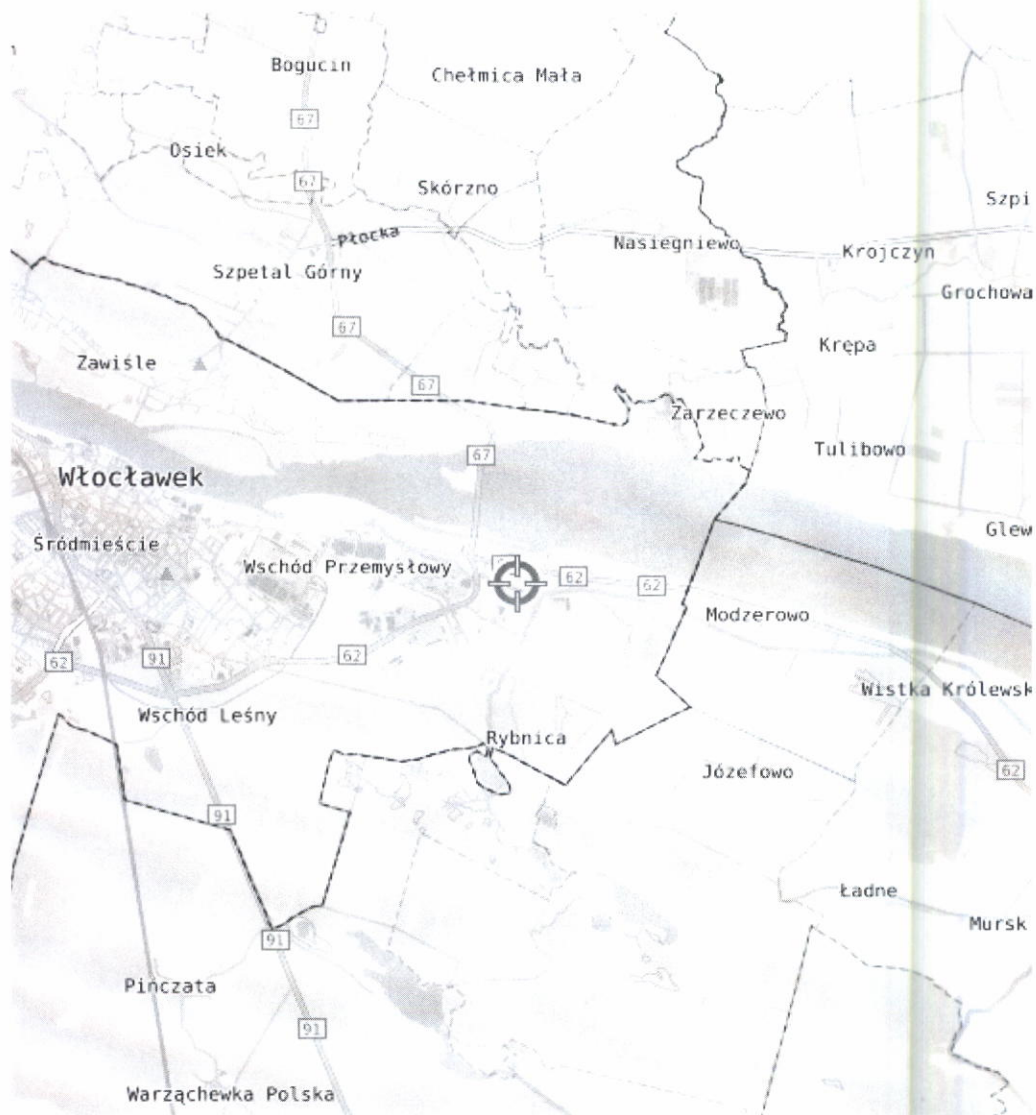 Bogucin
Chełmica Mała
67
Osiek
67
Skórzno
Szpi
Płocka
Nasiegniewo
Krojczyn
Szpetal Górny
Grochowa
67
Krępa
Zawiśle
67
Zarzeczewo
Tulibowo
67
Włocławek
Glew
Śródmieście
Wschód Przemysłowy
62
62
Modzerowo
62
91
62
Wistka Królewsk
Wschód Leśny
Rybnica
Józefowo
62
91
Ładne
Mursk
91
Pińczata
91
Warząchewka Polska